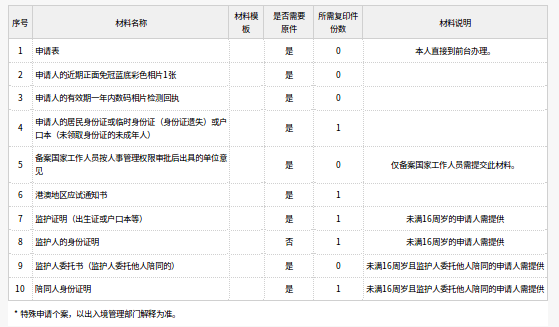 序号 材料名称 材料模板 是否需要原件 所需复印件份数 材料说明
1 申请表 是 0 本人直接到前台办理。
2 申请人的近期正面免冠蓝底彩色相片1张 是 0
3 申请人的有效期一年内数码相片检测回执 是 0
4 申请人的居民身份证或临时身份证（身份证遗失）或户口本（未领取身份证的未成年人） 是 1
5 备案国家工作人员按人事管理权限审批后出具的单位意见 是 0 仅备案国家工作人员需提交此材料。
6 港澳地区应试通知书 是 1
7 监护证明（出生证或户口本等） 是 1 未满16周岁的申请人需提供
8 监护人的身份证明 否 1 未满16周岁的申请人需提供
9 监护人委托书（监护人委托他人陪同的） 是 0 未满16周岁且监护人委托他人陪同的申请人需提供
10 陪同人身份证明 是 1 未满16周岁且监护人委托他人陪同的申请人需提供
* 特殊申请个案，以出入境管理部门解释为准。